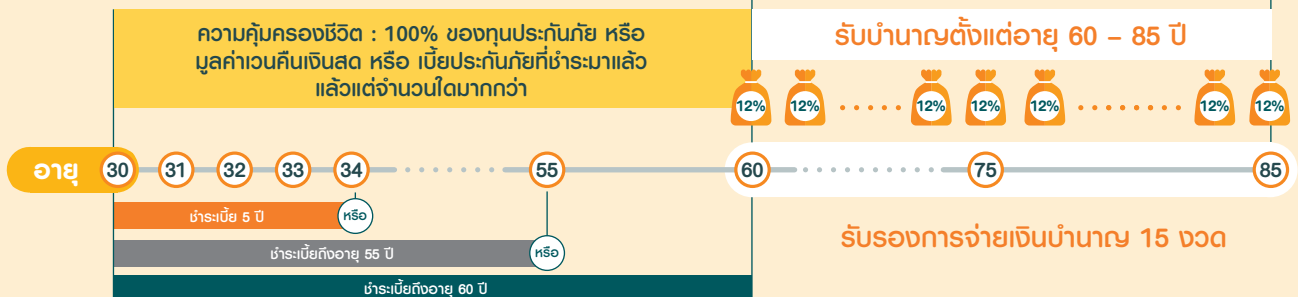 ความคุ้มครองชีวิต : 100% ของทุนประกันภัย หรือ
มูลค่าเวนคืนเงินสด หรือ เบี้ยประกันภัยที่ชำระมาแล้ว
แล้วแต่จำนวนใดมากกว่า
รับบำนาญตั้งแต่อายุ 60 – 85 ปี
12% 12% ..... 12% 12% 12% ........ 12% 12%
อายุ 30 31 32 33 34 ........ 55 60 ......... 75 85
ชำระเบี้ย 5 ปี หรือ
ชำระเบี้ยถึงอายุ 55 ปี หรือ
ชำระเบี้ยถึงอายุ 60 ปี
รับรองการจ่ายเงินบำนาญ 15 งวด